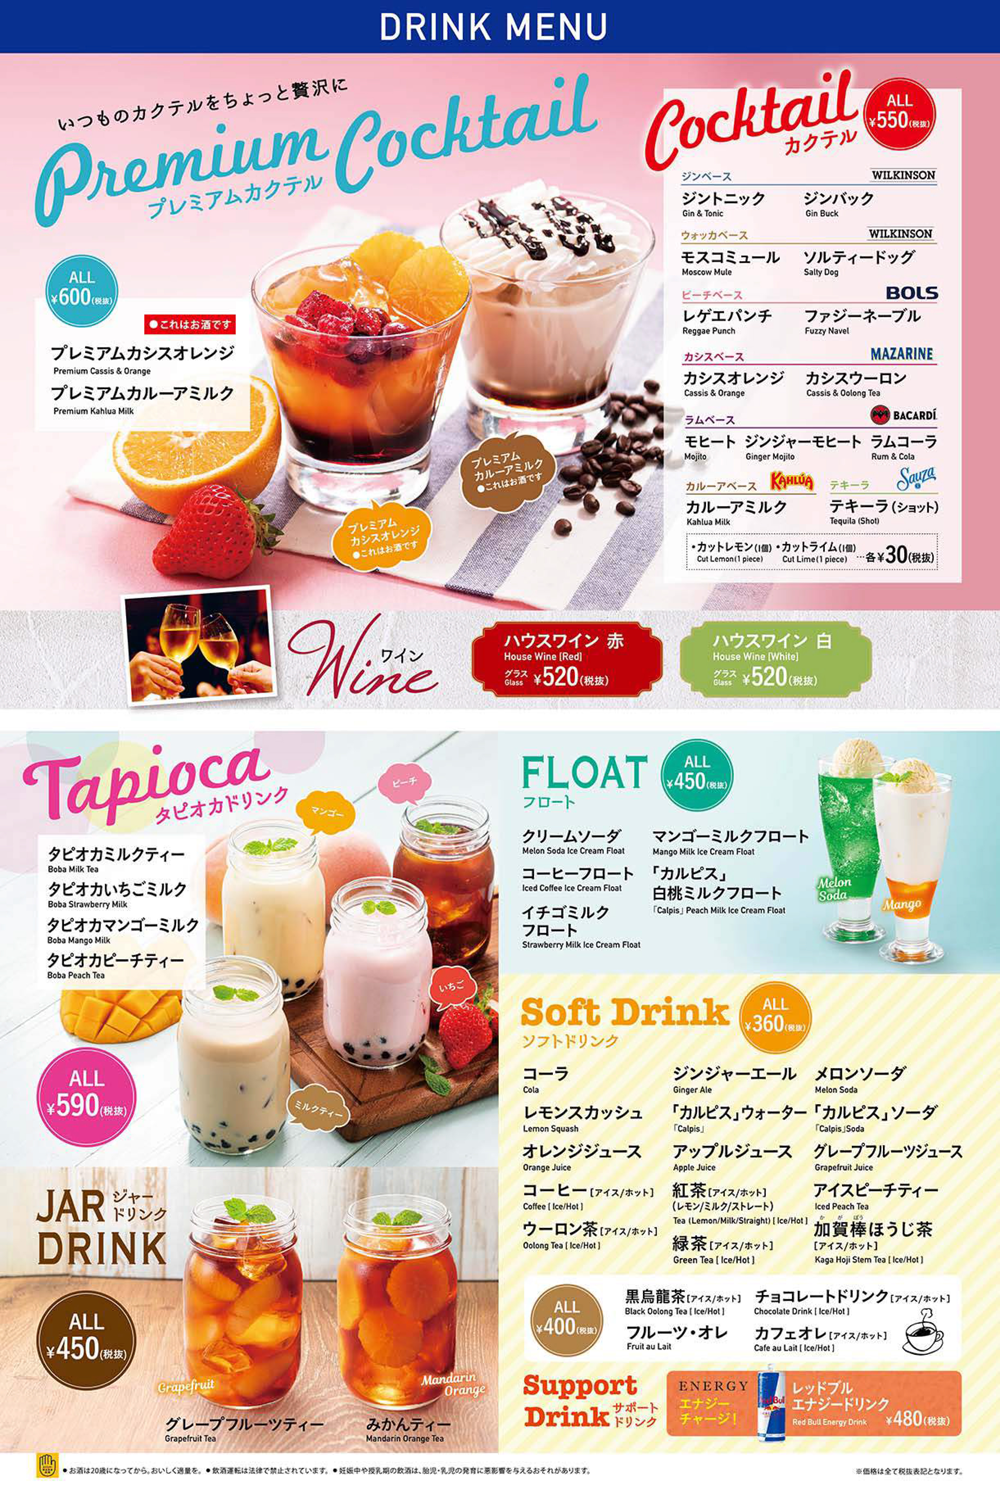 DRINK MENU
いつものカクテルをちょっと贅沢に
Premium Cocktail
プレミアムカクテル
ALL
¥600(税抜)
●これはお酒です
プレミアムカシスオレンジ
Premium Cassis & Orange
プレミアムカルーアミルク
Premium Kahlua Milk
プレミアム
カルーアミルク
●これはお酒です
プレミアム
カシスオレンジ
●これはお酒です
Cocktail
カクテル
ALL
¥550(税抜)
ジンベース WILKINSON
ジントニック ジンバック
Gin & Tonic Gin Buck
ウォッカベース WILKINSON
モスコミュール ソルティードッグ
Moscow Mule Salty Dog
ピーチベース BOLS
レゲエパンチ ファジーネーブル
Reggae Punch Fuzzy Navel
カシスベース MAZARINE
カシスオレンジ カシスウーロン
Cassis & Orange Cassis & Oolong Tea
ラムベース BACARDÍ
モヒート ジンジャーモヒート ラムコーラ
Mojito Ginger Mojito Rum & Cola
カルーアベース KAHLÚA テキーラ Sauza
カルーアミルク テキーラ(ショット)
Kahlua Milk Tequila (Shot)
・カットレモン(1個) ・カットライム(1個) …各¥30(税抜)
Cut Lemon(1 piece) Cut Lime(1 piece)
Wine
ワイン
ハウスワイン 赤
House Wine [Red]
グラス
Glass ¥520(税抜)
ハウスワイン 白
House Wine [White]
グラス
Glass ¥520(税抜)
Tapioca
タピオカドリンク
タピオカミルクティー
Boba Milk Tea
タピオカいちごミルク
Boba Strawberry Milk
タピオカマンゴーミルク
Boba Mango Milk
タピオカピーチティー
Boba Peach Tea
ALL
¥590(税抜)
マンゴー
ピーチ
いちご
ミルクティー
FLOAT
フロート
ALL
¥450(税抜)
クリームソーダ マンゴーミルクフロート
Melon Soda Ice Cream Float Mango Milk Ice Cream Float
コーヒーフロート 「カルピス」
Iced Coffee Ice Cream Float 白桃ミルクフロート
イチゴミルク 「Calpis」 Peach Milk Ice Cream Float
フロート
Strawberry Milk Ice Cream Float
Melon
Soda
Mango
Soft Drink
ソフトドリンク
ALL
¥360(税抜)
コーラ ジンジャーエール メロンソーダ
Cola Ginger Ale Melon Soda
レモンスカッシュ 「カルピス」ウォーター 「カルピス」ソーダ
Lemon Squash 「Calpis」 「Calpis」Soda
オレンジジュース アップルジュース グレープフルーツジュース
Orange Juice Apple Juice Grapefruit Juice
コーヒー[アイス/ホット] 紅茶[アイス/ホット] アイスピーチティー
Coffee [ Ice/Hot ] (レモン/ミルク/ストレート) Iced Peach Tea
Tea (Lemon/Milk/Straight) [ Ice/Hot ]
ウーロン茶[アイス/ホット] 緑茶[アイス/ホット] か が ぼう
加賀棒ほうじ茶
Oolong Tea [ Ice/Hot ] Green Tea [ Ice/Hot ] [アイス/ホット]
Kaga Hoji Stem Tea [ Ice/Hot ]
ALL
¥400(税抜)
黒烏龍茶[アイス/ホット] チョコレートドリンク[アイス/ホット]
Black Oolong Tea [ Ice/Hot ] Chocolate Drink [ Ice/Hot ]
フルーツ・オレ カフェオレ[アイス/ホット]
Fruit au Lait Cafe au Lait [ Ice/Hot ]
JAR
DRINK
ジャー
ドリンク
ALL
¥450(税抜)
Grapefruit
Mandarin
Orange
グレープフルーツティー みかんティー
Grapefruit Tea Mandarin Orange Tea
Support
Drink サポート
ドリンク
ENERGY
エナジー
チャージ!
レッドブル
エナジードリンク
Red Bull Energy Drink ¥480(税抜)
●お酒は20歳になってから。おいしく適量を。 ●飲酒運転は法律で禁止されています。 ●妊娠中や授乳期の飲酒は、胎児・乳児の発育に悪影響を与えるおそれがあります。
※価格は全て税抜表記となります。